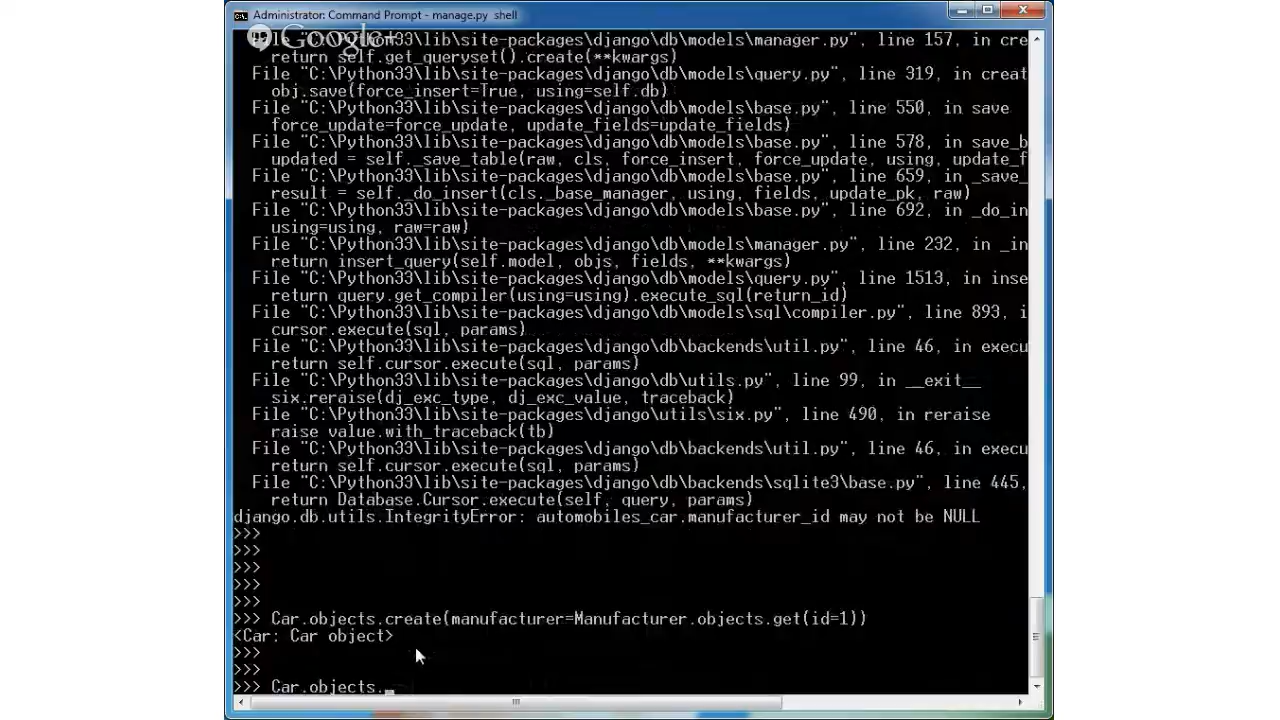 Administrator: Command Prompt - manage.py shell
Google+
File "C:\Python33\lib\site-packages\django\db\models\manager.py", line 157, in cre
return self.get_queryset().create(**kwargs)
File "C:\Python33\lib\site-packages\django\db\models\query.py", line 319, in creat
obj.save(force_insert=True, using=self.db)
File "C:\Python33\lib\site-packages\django\db\models\base.py", line 550, in save
force_update=force_update, update_fields=update_fields)
File "C:\Python33\lib\site-packages\django\db\models\base.py", line 578, in save_b
updated = self._save_table(raw, cls, force_insert, force_update, using, update_f
File "C:\Python33\lib\site-packages\django\db\models\base.py", line 659, in _save_
result = self._do_insert(cls._base_manager, using, fields, update_pk, raw)
File "C:\Python33\lib\site-packages\django\db\models\base.py", line 692, in _do_in
using=using, raw=raw)
File "C:\Python33\lib\site-packages\django\db\models\manager.py", line 232, in _in
return insert_query(self.model, objs, fields, **kwargs)
File "C:\Python33\lib\site-packages\django\db\models\query.py", line 1513, in inse
return query.get_compiler(using=using).execute_sql(return_id)
File "C:\Python33\lib\site-packages\django\db\models\sql\compiler.py", line 893, i
cursor.execute(sql, params)
File "C:\Python33\lib\site-packages\django\db\backends\util.py", line 46, in execu
return self.cursor.execute(sql, params)
File "C:\Python33\lib\site-packages\django\db\utils.py", line 99, in __exit__
six.reraise(dj_exc_type, dj_exc_value, traceback)
File "C:\Python33\lib\site-packages\django\utils\six.py", line 490, in reraise
raise value.with_traceback(tb)
File "C:\Python33\lib\site-packages\django\db\backends\util.py", line 46, in execu
return self.cursor.execute(sql, params)
File "C:\Python33\lib\site-packages\django\db\backends\sqlite3\base.py", line 445,
return Database.Cursor.execute(self, query, params)
django.db.utils.IntegrityError: automobiles_car.manufacturer_id may not be NULL
>>>
>>>
>>>
>>>
>>>
>>> Car.objects.create(manufacturer=Manufacturer.objects.get(id=1))
<Car: Car object>
>>>
>>>
>>> Car.objects._